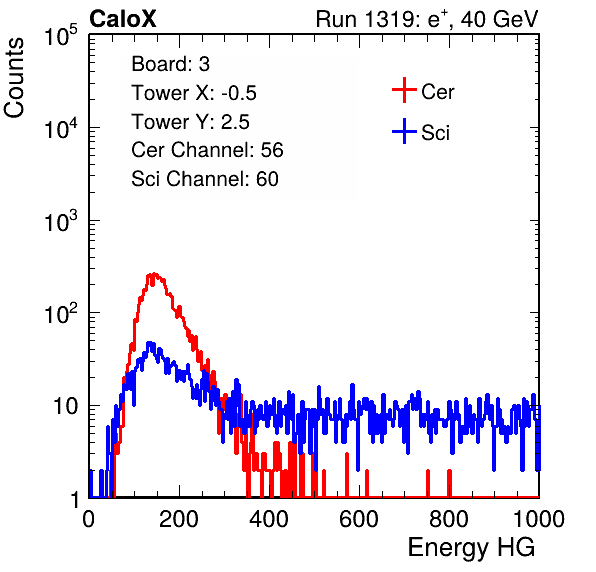 CaloX Run 1319: e⁺, 40 GeV
Counts
Board: 3
Tower X: -0.5
Tower Y: 2.5
Cer Channel: 56
Sci Channel: 60
Cer
Sci
10⁵
10⁴
10³
10²
10
1
0 200 400 600 800 1000
Energy HG